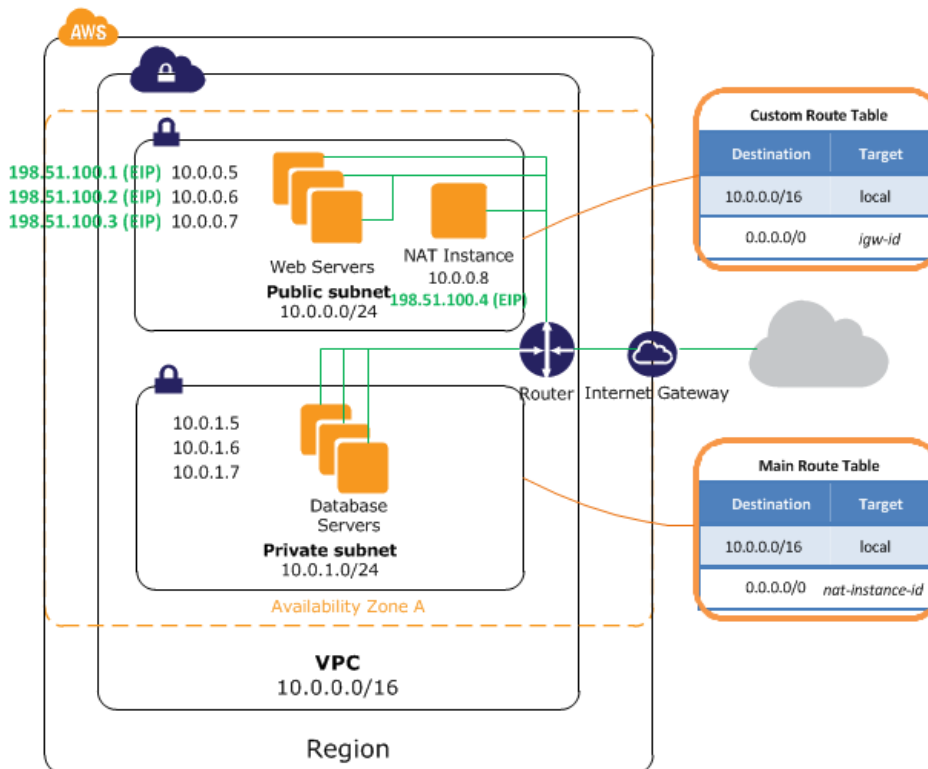 AWS
198.51.100.1 (EIP) 10.0.0.5
198.51.100.2 (EIP) 10.0.0.6
198.51.100.3 (EIP) 10.0.0.7
Web Servers
Public subnet
10.0.0.0/24
NAT Instance
10.0.0.8
198.51.100.4 (EIP)
Custom Route Table
Destination Target
10.0.0.0/16 local
0.0.0.0/0 igw-id
Router
Internet Gateway
10.0.1.5
10.0.1.6
10.0.1.7
Database
Servers
Private subnet
10.0.1.0/24
Main Route Table
Destination Target
10.0.0.0/16 local
0.0.0.0/0 nat-instance-id
Availability Zone A
VPC
10.0.0.0/16
Region